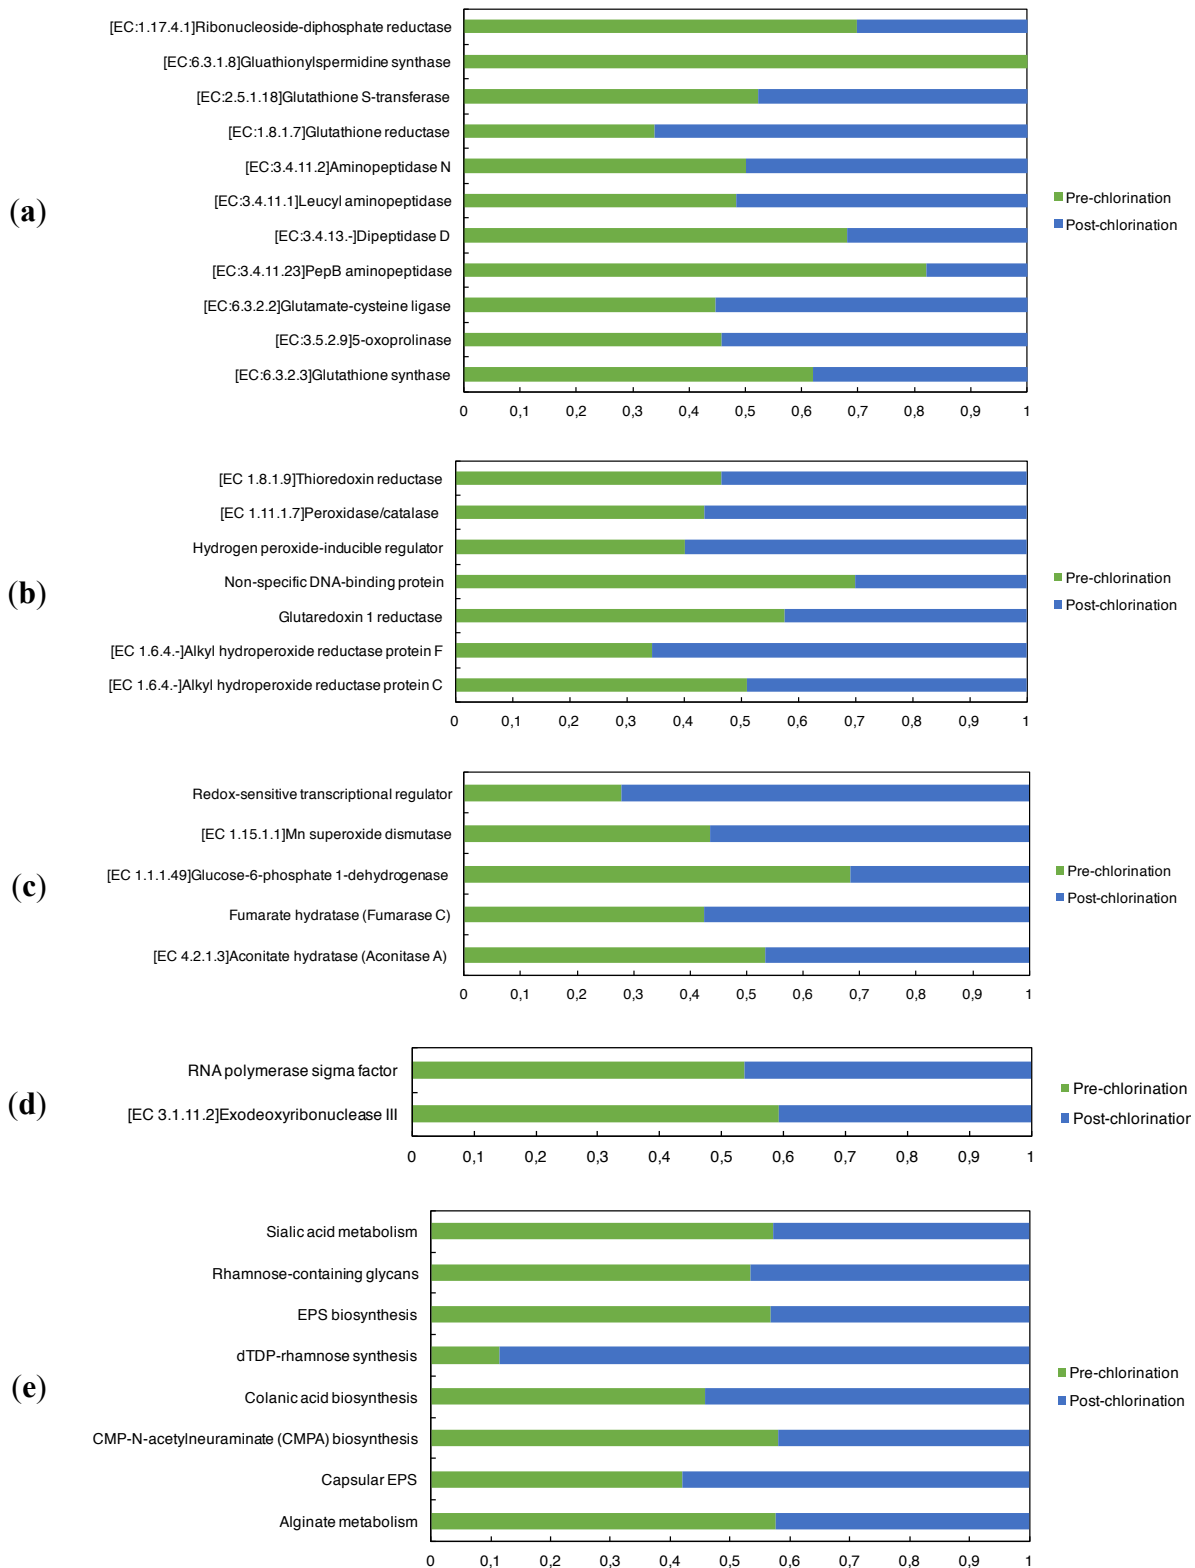 [EC:1.17.4.1]Ribonucleoside-diphosphate reductase
[EC:6.3.1.8]Gluathionylspermidine synthase
[EC:2.5.1.18]Glutathione S-transferase
[EC:1.8.1.7]Glutathione reductase
[EC:3.4.11.2]Aminopeptidase N
[EC:3.4.11.1]Leucyl aminopeptidase
[EC:3.4.13.-]Dipeptidase D
[EC:3.4.11.23]PepB aminopeptidase
[EC:6.3.2.2]Glutamate-cysteine ligase
[EC:3.5.2.9]5-oxoprolinase
[EC:6.3.2.3]Glutathione synthase
(a)
Pre-chlorination
Post-chlorination
0 0,1 0,2 0,3 0,4 0,5 0,6 0,7 0,8 0,9 1
[EC 1.8.1.9]Thioredoxin reductase
[EC 1.11.1.7]Peroxidase/catalase
Hydrogen peroxide-inducible regulator
Non-specific DNA-binding protein
Glutaredoxin 1 reductase
[EC 1.6.4.-]Alkyl hydroperoxide reductase protein F
[EC 1.6.4.-]Alkyl hydroperoxide reductase protein C
(b)
Pre-chlorination
Post-chlorination
0 0,1 0,2 0,3 0,4 0,5 0,6 0,7 0,8 0,9 1
Redox-sensitive transcriptional regulator
[EC 1.15.1.1]Mn superoxide dismutase
[EC 1.1.1.49]Glucose-6-phosphate 1-dehydrogenase
Fumarate hydratase (Fumarase C)
[EC 4.2.1.3]Aconitate hydratase (Aconitase A)
(c)
Pre-chlorination
Post-chlorination
0 0,1 0,2 0,3 0,4 0,5 0,6 0,7 0,8 0,9 1
RNA polymerase sigma factor
[EC 3.1.11.2]Exodeoxyribonuclease III
(d)
Pre-chlorination
Post-chlorination
0 0,1 0,2 0,3 0,4 0,5 0,6 0,7 0,8 0,9 1
Sialic acid metabolism
Rhamnose-containing glycans
EPS biosynthesis
dTDP-rhamnose synthesis
Colanic acid biosynthesis
CMP-N-acetylneuraminate (CMPA) biosynthesis
Capsular EPS
Alginate metabolism
(e)
Pre-chlorination
Post-chlorination
0 0,1 0,2 0,3 0,4 0,5 0,6 0,7 0,8 0,9 1